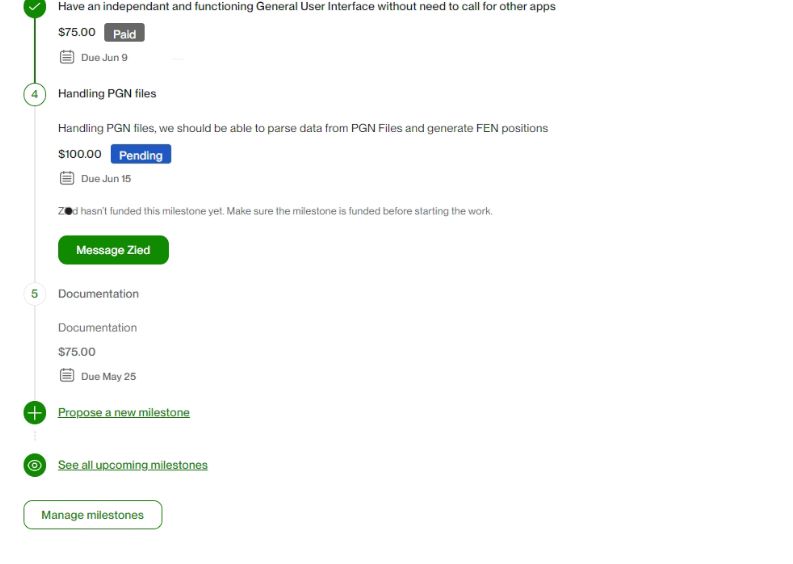 Have an independant and functioning General User Interface without need to call for other apps
$75.00 Paid
Due Jun 9
4 Handling PGN files
Handling PGN files, we should be able to parse data from PGN Files and generate FEN positions
$100.00 Pending
Due Jun 15
hasn't funded this milestone yet. Make sure the milestone is funded before starting the work.
Message Zied
5 Documentation
Documentation
$75.00
Due May 25
Propose a new milestone
See all upcoming milestones
Manage milestones